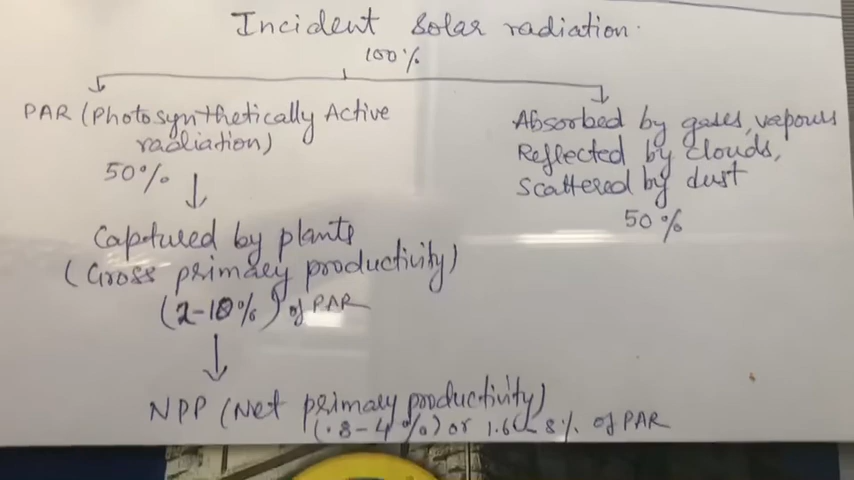 Incident Solar radiation.
100%
PAR (Photosynthetically Active
radiation)
50%
Absorbed by gases, vapours
Reflected by clouds,
Scattered by dust
50%
Captured by plants
(Gross primary productivity)
(2-10%) of PAR
NPP (Net primary productivity)
(.8-4%) or 1.6-8% of PAR